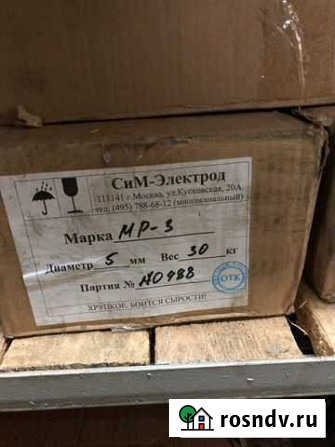 СиМ-Электрод
111141 г.Москва, ул.Кусковская, 20А
тел. (495) 788-68-12 (многоканальный)
Марка МР-3
Диаметр 5 мм Вес 30 кг
Партия № А0488
ОТК
ХРУПКОЕ, БОИТСЯ СЫРОСТИ!
rosndv.ru